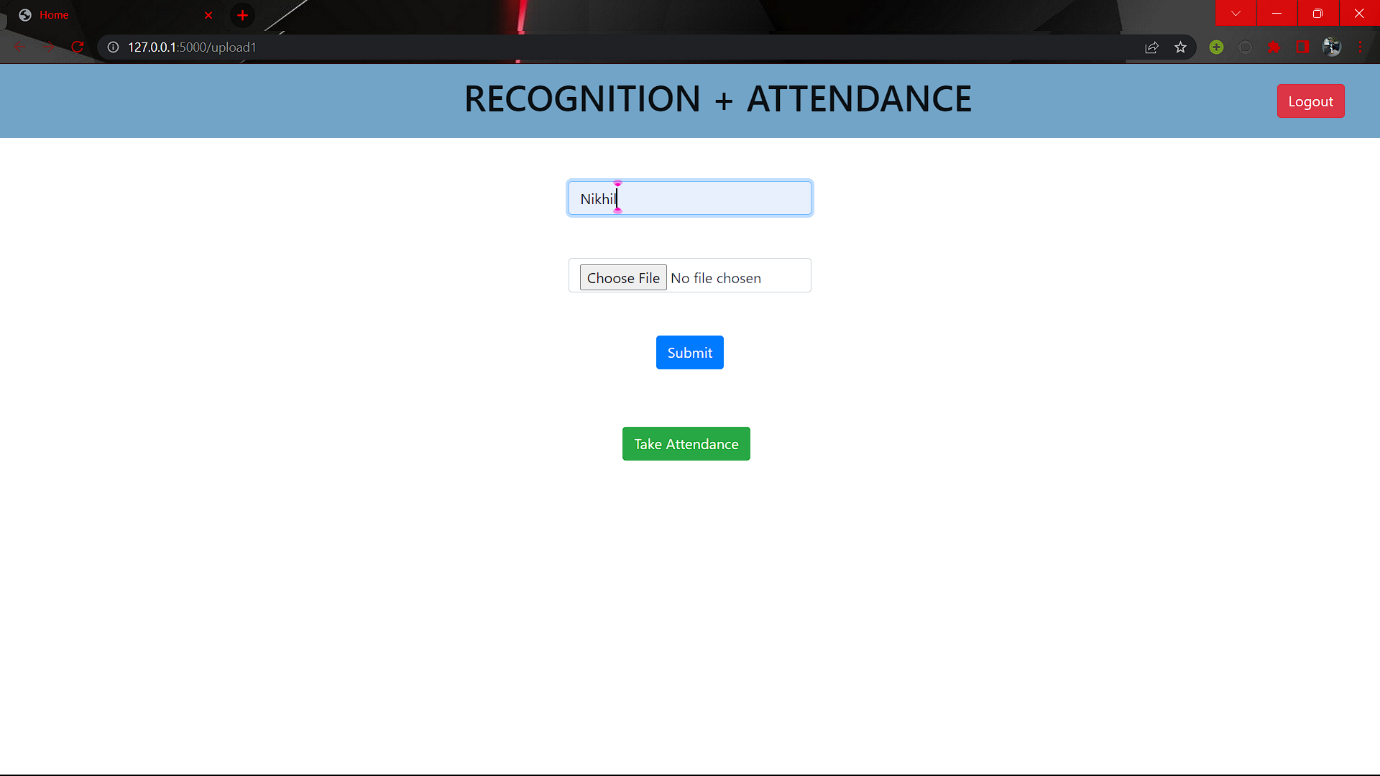 Home
127.0.0.1:5000/upload1
RECOGNITION + ATTENDANCE
Logout
Nikhil
Choose File No file chosen
Submit
Take Attendance